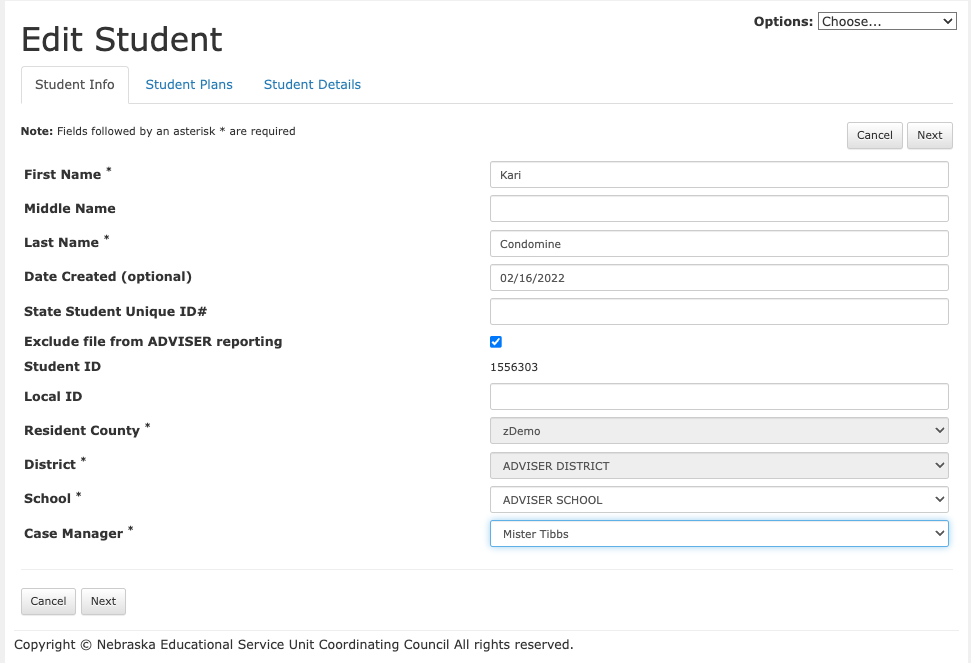 Options: Choose...
Edit Student
Student Info Student Plans Student Details
Note: Fields followed by an asterisk * are required
Cancel Next
First Name * Kari
Middle Name
Last Name * Condomine
Date Created (optional) 02/16/2022
State Student Unique ID#
Exclude file from ADVISER reporting
Student ID 1556303
Local ID
Resident County * zDemo
District * ADVISER DISTRICT
School * ADVISER SCHOOL
Case Manager * Mister Tibbs
Cancel Next
Copyright © Nebraska Educational Service Unit Coordinating Council All rights reserved.